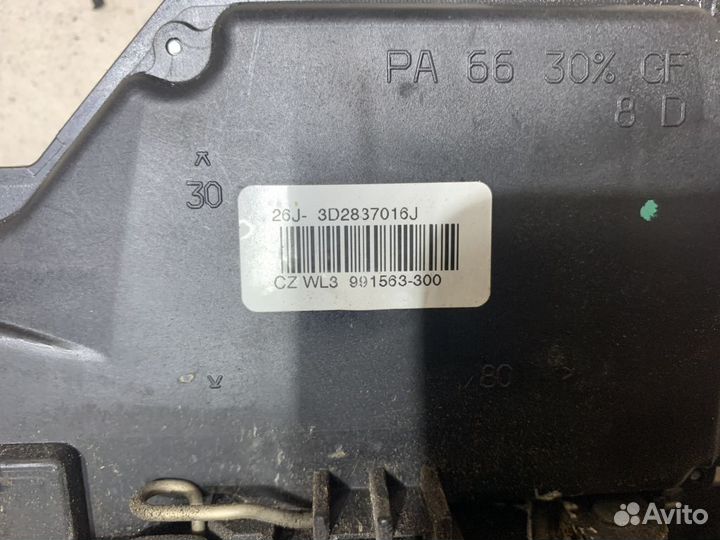 PA 66 30% GF
8 D
30
26J- 3D2837016J
CZ WL3 991563-300
80
Avito